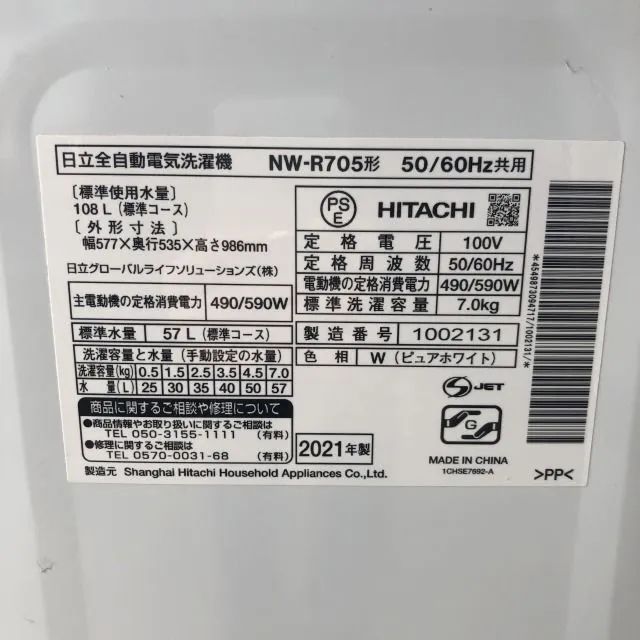 日立全自動電気洗濯機 NW-R705形 50/60Hz共用
〔標準使用水量〕
108L（標準コース）
〔外形寸法〕
幅577×奥行535×高さ986mm
日立グローバルライフソリューションズ（株）
主電動機の定格消費電力 490/590W
標準水量 57L（標準コース）
洗濯容量と水量（手動設定の水量）
洗濯容量(kg) 0.5 1.5 2.5 3.5 4.5 7.0
水量(L) 25 30 35 40 50 57
商品に関するご相談や修理について
●商品情報やお取り扱いに関するご相談は
TEL 050-3155-1111（有料）
●修理に関するご相談は
TEL 0570-0031-68（有料）
製造元 Shanghai Hitachi Household Appliances Co.,Ltd.
PS
E
HITACHI
定格電圧 100V
定格周波数 50/60Hz
電動機の定格消費電力 490/590W
標準洗濯容量 7.0kg
製造番号 1002131
色相 W（ピュアホワイト）
S JET
G
2021年製
MADE IN CHINA
1CHSE7692-A
*4549873094717/1002131/*
>PP<